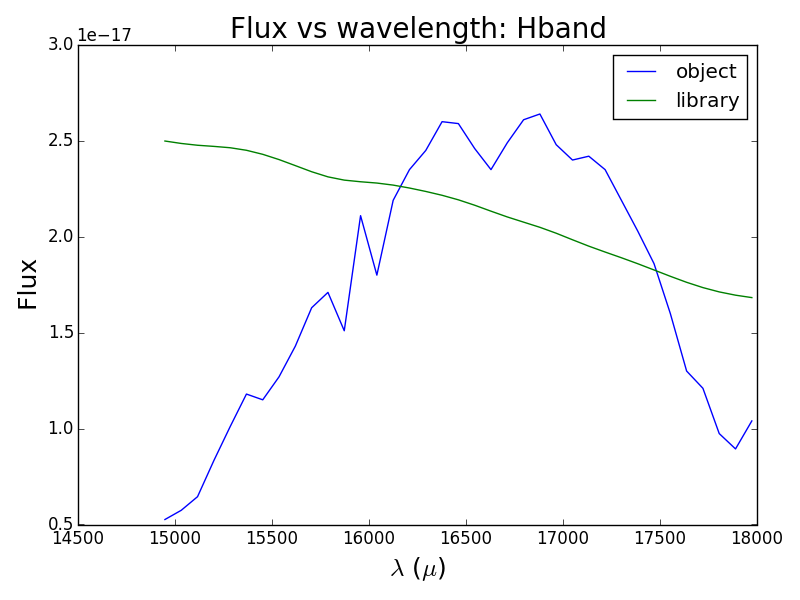 Flux vs wavelength: Hband
1e−17
object
library
3.0
2.5
2.0
1.5
1.0
0.5
Flux
14500 15000 15500 16000 16500 17000 17500 18000
λ (μ)